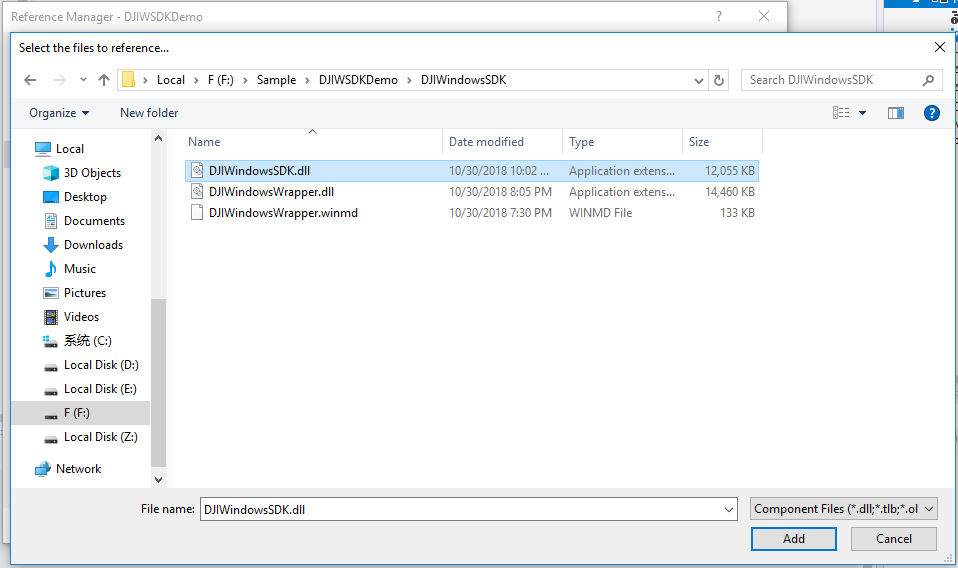 Reference Manager - DJIWSDKDemo
?
Select the files to reference...
Local > F (F:) > Sample > DJIWSDKDemo > DJIWindowsSDK
Search DJIWindowsSDK
Organize
New folder
?
Name Date modified Type Size
DJIWindowsSDK.dll 10/30/2018 10:02 ... Application extens... 12,055 KB
DJIWindowsWrapper.dll 10/30/2018 8:05 PM Application extens... 14,460 KB
DJIWindowsWrapper.winmd 10/30/2018 7:30 PM WINMD File 133 KB
Local
3D Objects
Desktop
Documents
Downloads
Music
Pictures
Videos
系统 (C:)
Local Disk (D:)
Local Disk (E:)
F (F:)
Local Disk (Z:)
Network
File name: DJIWindowsSDK.dll
Component Files (*.dll;*.tlb;*.ol
Add
Cancel